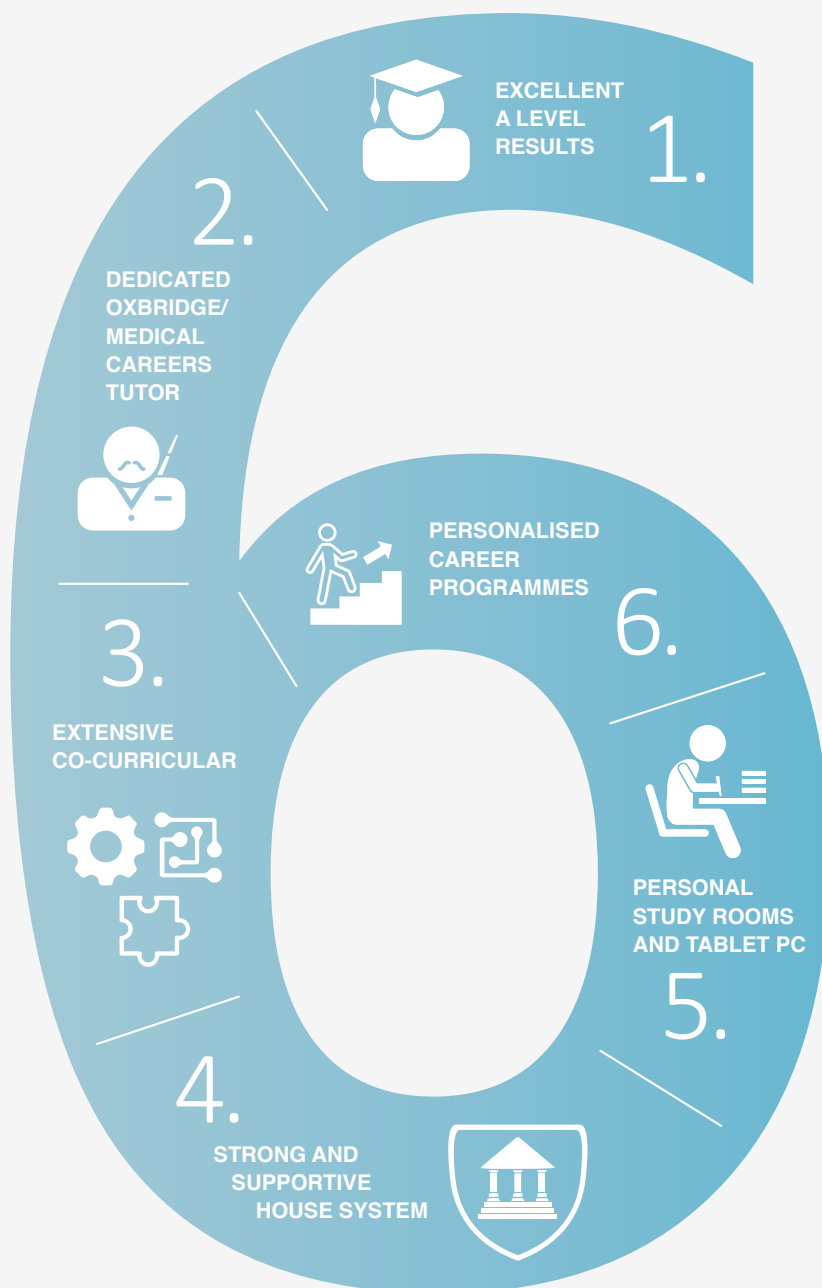 EXCELLENT
A LEVEL
RESULTS
1.
2.
DEDICATED
OXBRIDGE/
MEDICAL
CAREERS
TUTOR
3.
EXTENSIVE
CO-CURRICULAR
4.
STRONG AND
SUPPORTIVE
HOUSE SYSTEM
PERSONAL
STUDY ROOMS
AND TABLET PC
5.
PERSONALISED
CAREER
PROGRAMMES
6.